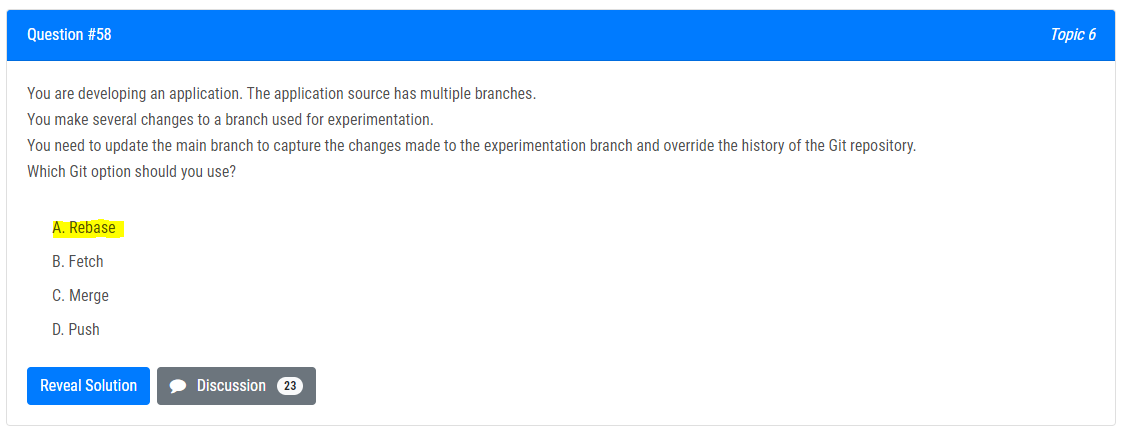 Question #58
Topic 6
You are developing an application. The application source has multiple branches.
You make several changes to a branch used for experimentation.
You need to update the main branch to capture the changes made to the experimentation branch and override the history of the Git repository.
Which Git option should you use?
A. Rebase
B. Fetch
C. Merge
D. Push
Reveal Solution
Discussion 23